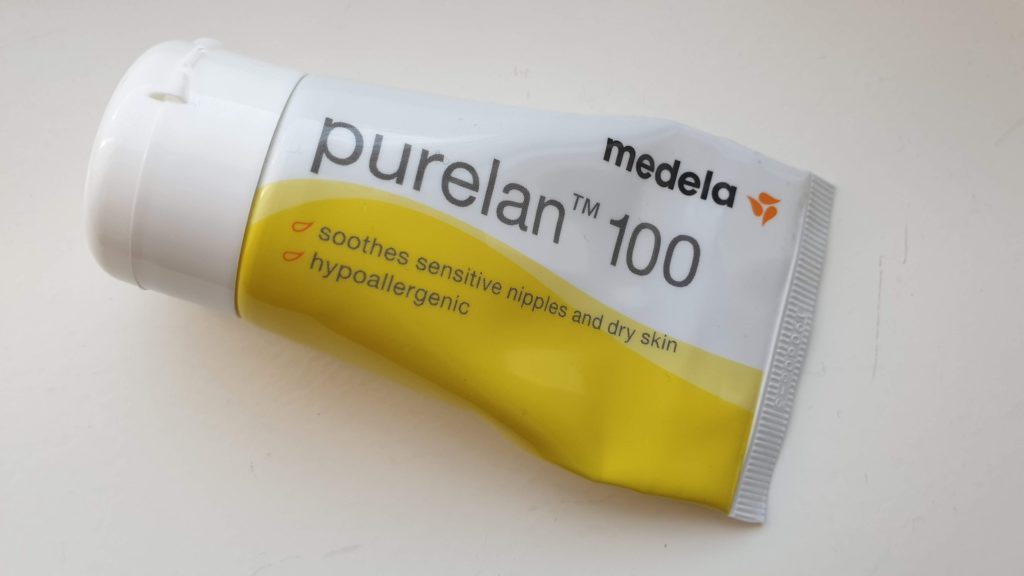 medela
purelan™ 100
soothes sensitive nipples and dry skin
hypoallergenic